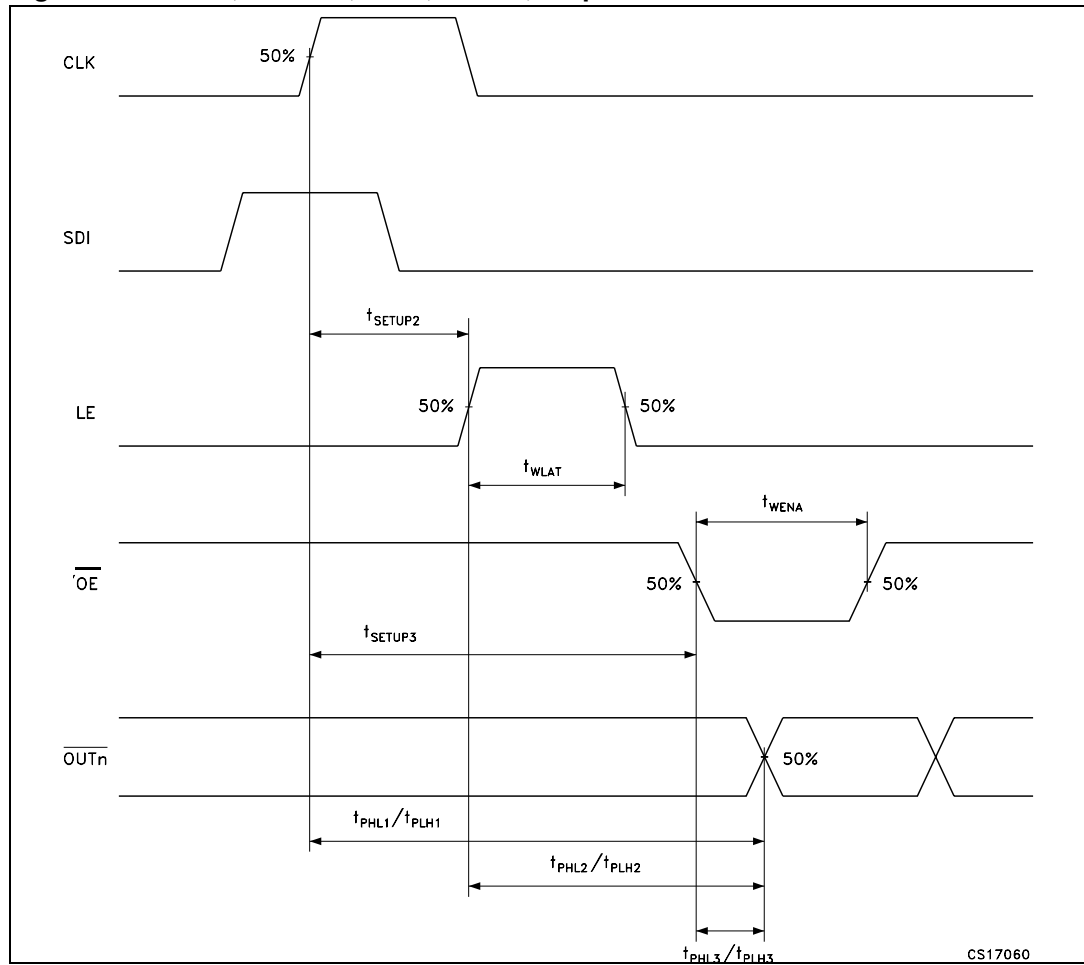 CLK
50%
SDI
tSETUP2
LE
50%
50%
tWLAT
tWENA
OE
50%
50%
tSETUP3
OUTn
50%
tPHL1/tPLH1
tPHL2/tPLH2
tPHL3/tPLH3
CS17060